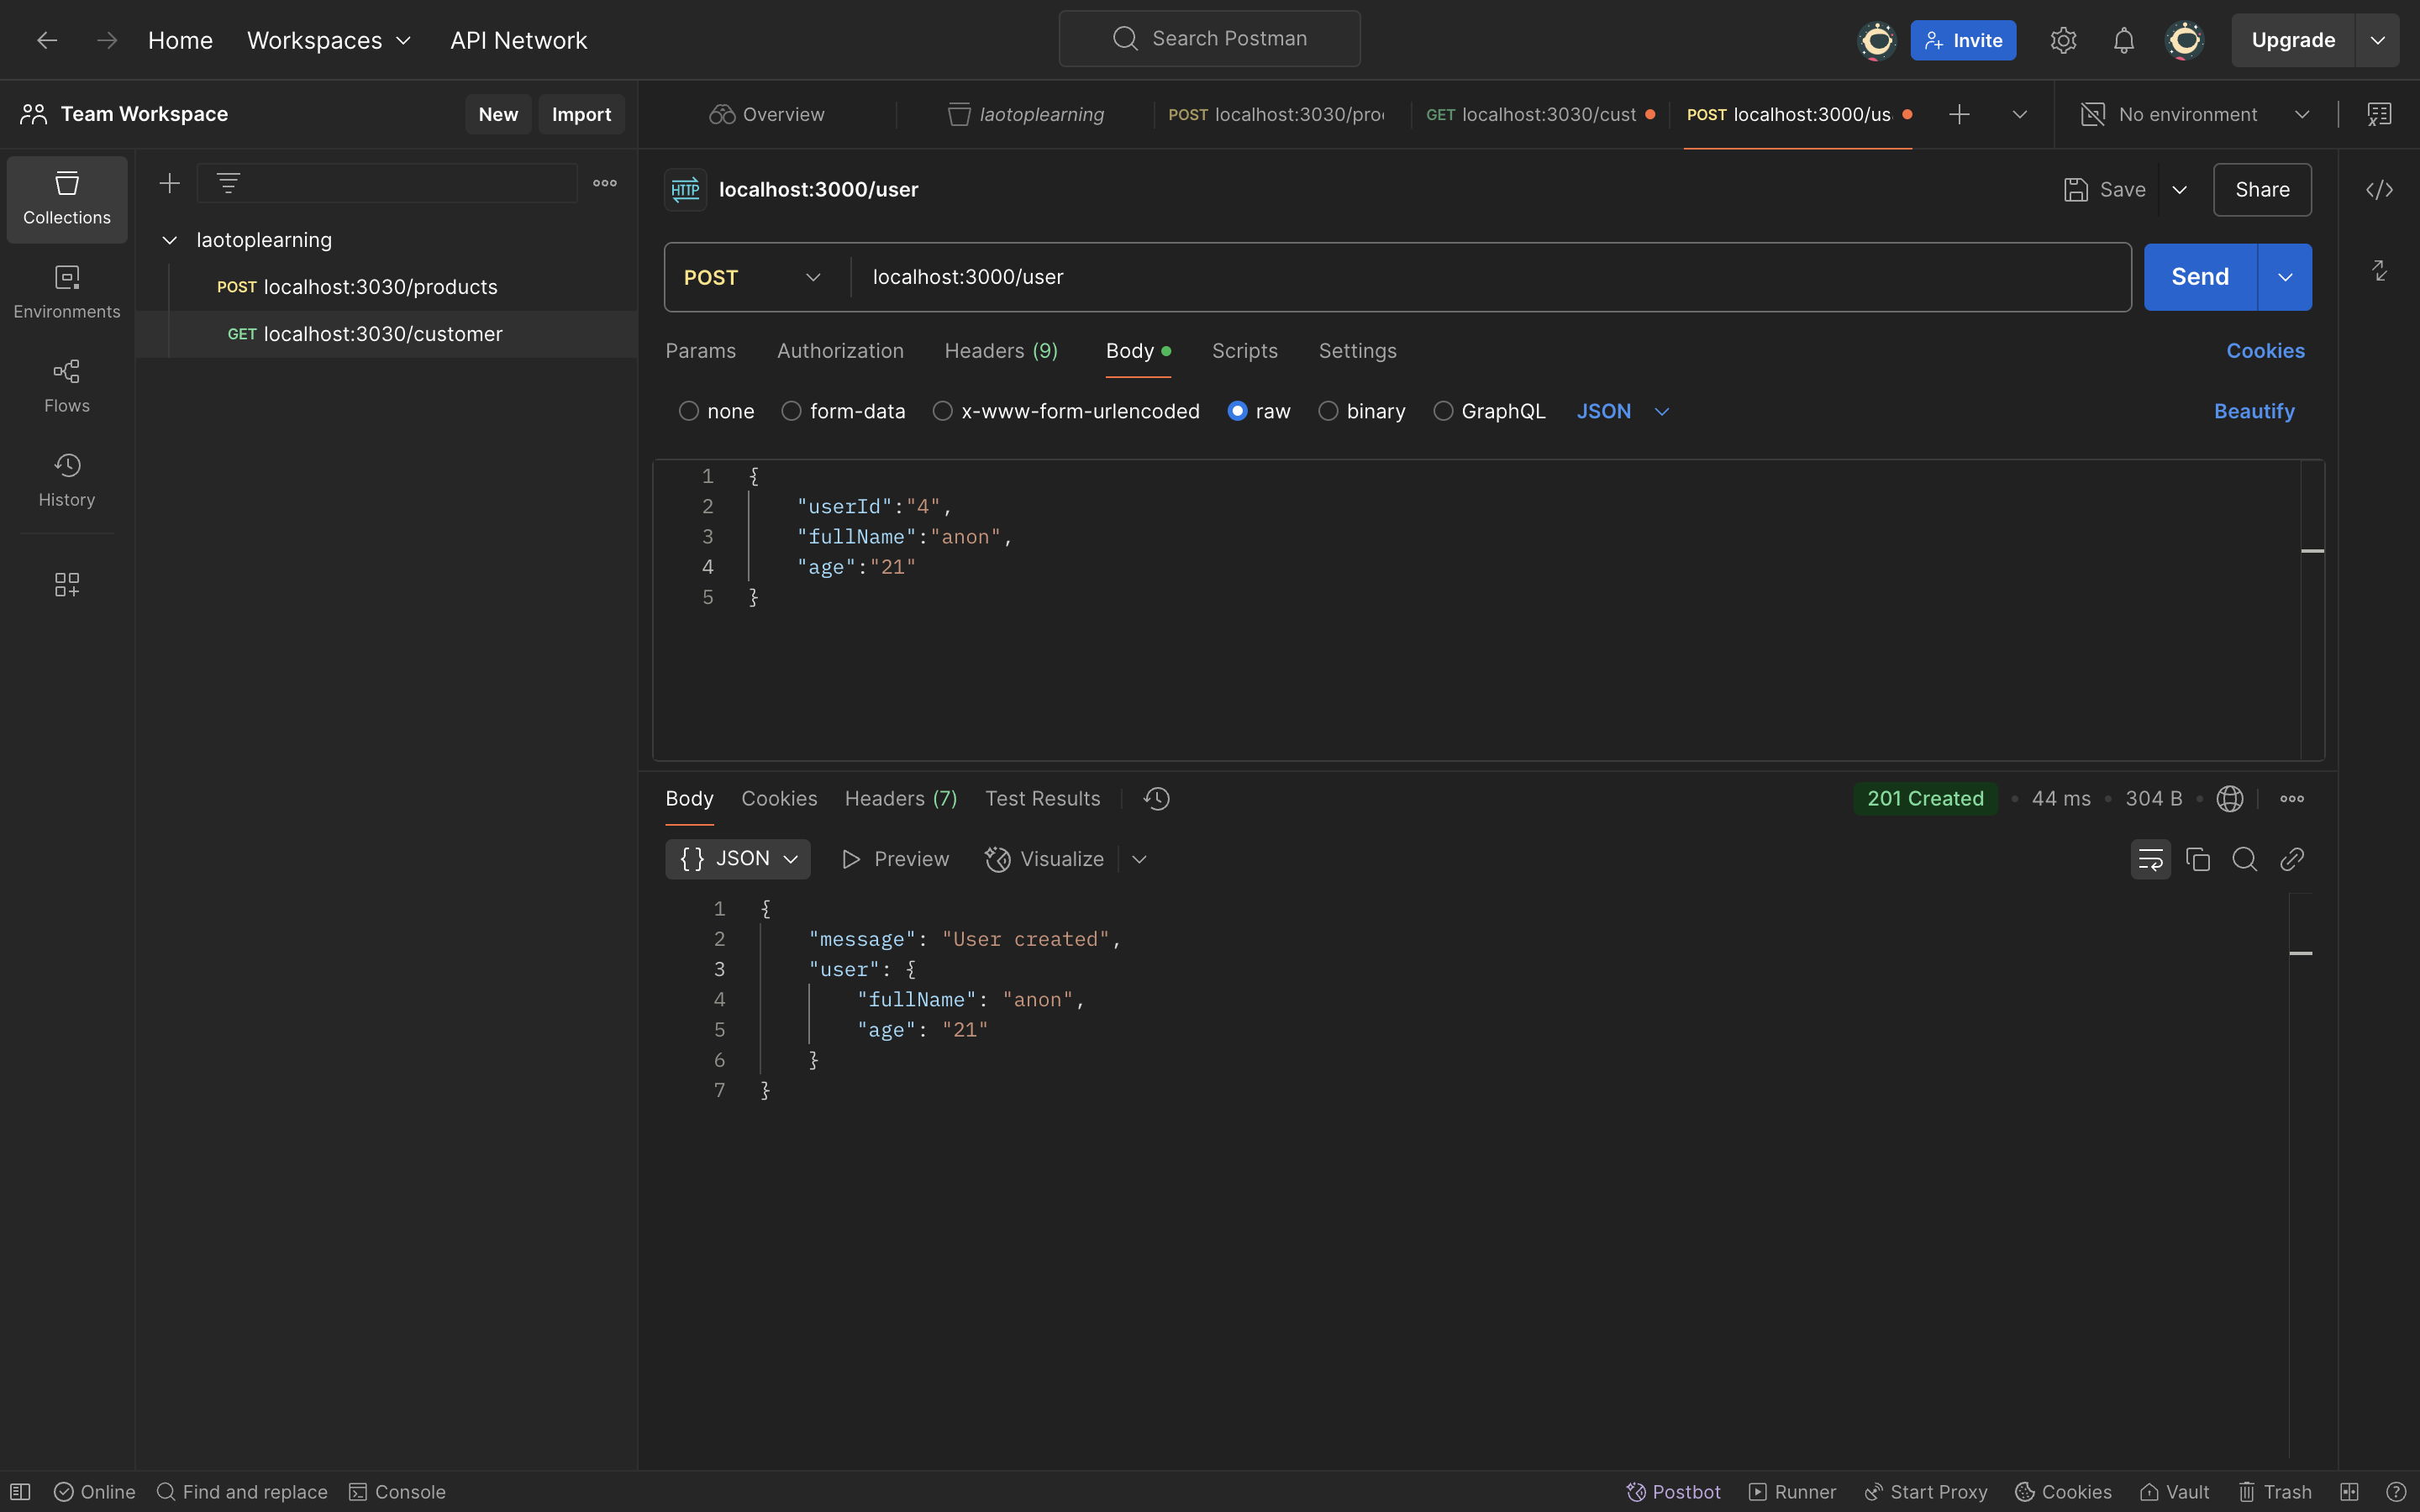 Home Workspaces API Network Search Postman Invite Upgrade
Team Workspace New Import Overview laotoplearning POST localhost:3030/pro GET localhost:3030/cust POST localhost:3000/us No environment
Collections
Environments
Flows
History
laotoplearning
POST localhost:3030/products
GET localhost:3030/customer
HTTP localhost:3000/user Save Share
POST localhost:3000/user Send
Params Authorization Headers (9) Body Scripts Settings Cookies
none form-data x-www-form-urlencoded raw binary GraphQL JSON Beautify
1 {
2 "userId":"4",
3 "fullName":"anon",
4 "age":"21"
5 }
Body Cookies Headers (7) Test Results 201 Created 44 ms 304 B
{} JSON Preview Visualize
1 {
2 "message": "User created",
3 "user": {
4 "fullName": "anon",
5 "age": "21"
6 }
7 }
Online Find and replace Console Postbot Runner Start Proxy Cookies Vault Trash